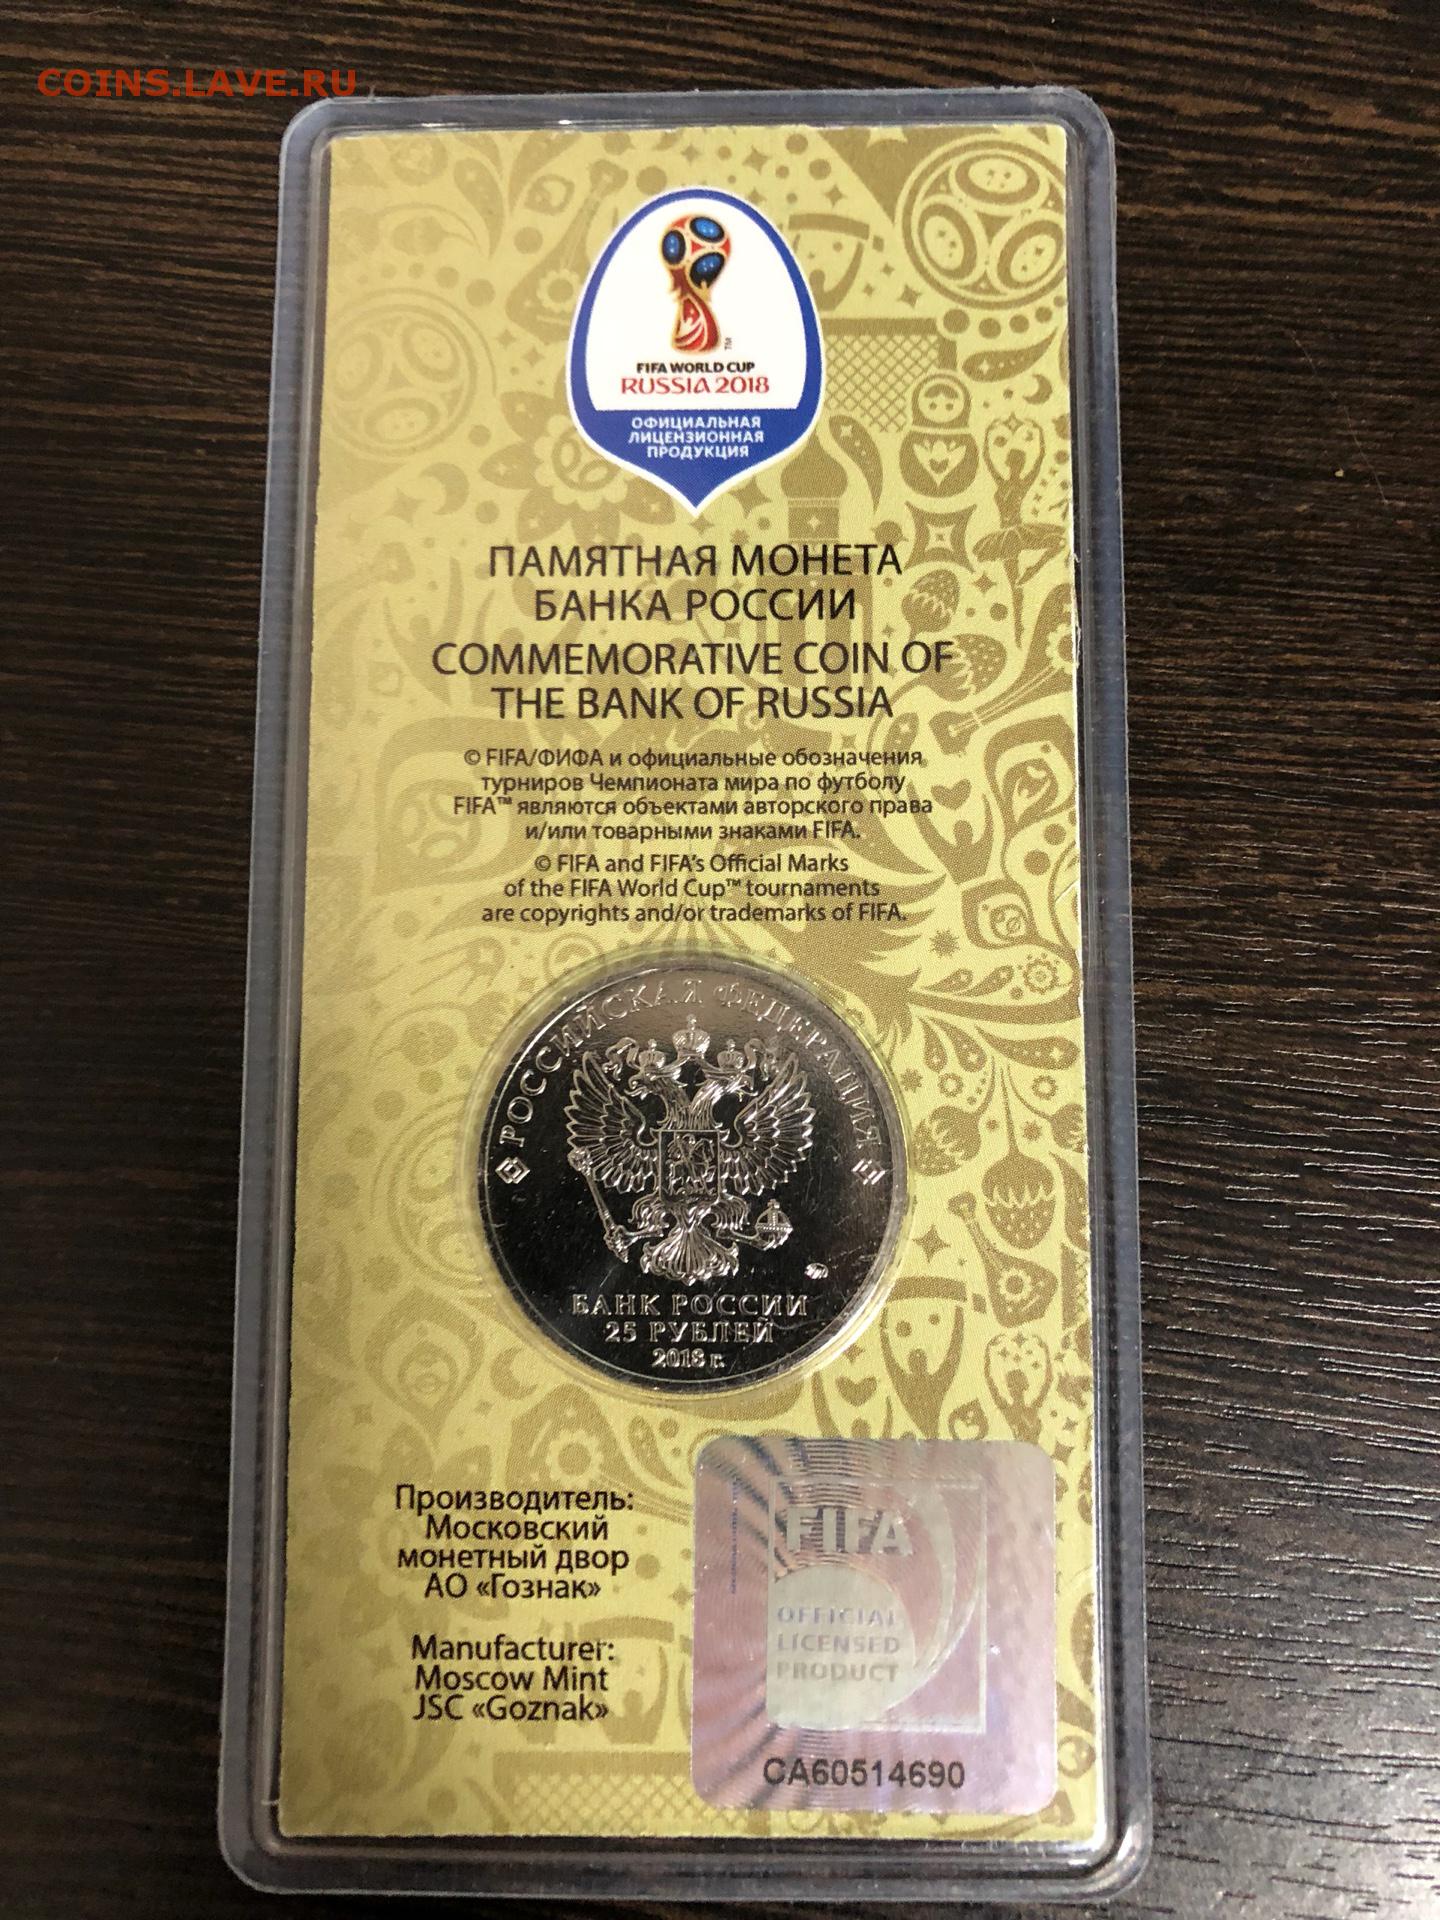 COINS.LAVE.RU
FIFA WORLD CUP
RUSSIA 2018
TM
ОФИЦИАЛЬНАЯ
ЛИЦЕНЗИОННАЯ
ПРОДУКЦИЯ
ПАМЯТНАЯ МОНЕТА
БАНКА РОССИИ
COMMEMORATIVE COIN OF
THE BANK OF RUSSIA
© FIFA/ФИФА и официальные обозначения
турниров Чемпионата мира по футболу
FIFA™ являются объектами авторского права
и/или товарными знаками FIFA.
© FIFA and FIFA's Official Marks
of the FIFA World Cup™ tournaments
are copyrights and/or trademarks of FIFA.
РОССИЙСКАЯ ФЕДЕРАЦИЯ
БАНК РОССИИ
25 РУБЛЕЙ
2018 г.
Производитель:
Московский
монетный двор
АО «Гознак»
Manufacturer:
Moscow Mint
JSC «Goznak»
FIFA
OFFICIAL
LICENSED
PRODUCT
CA60514690